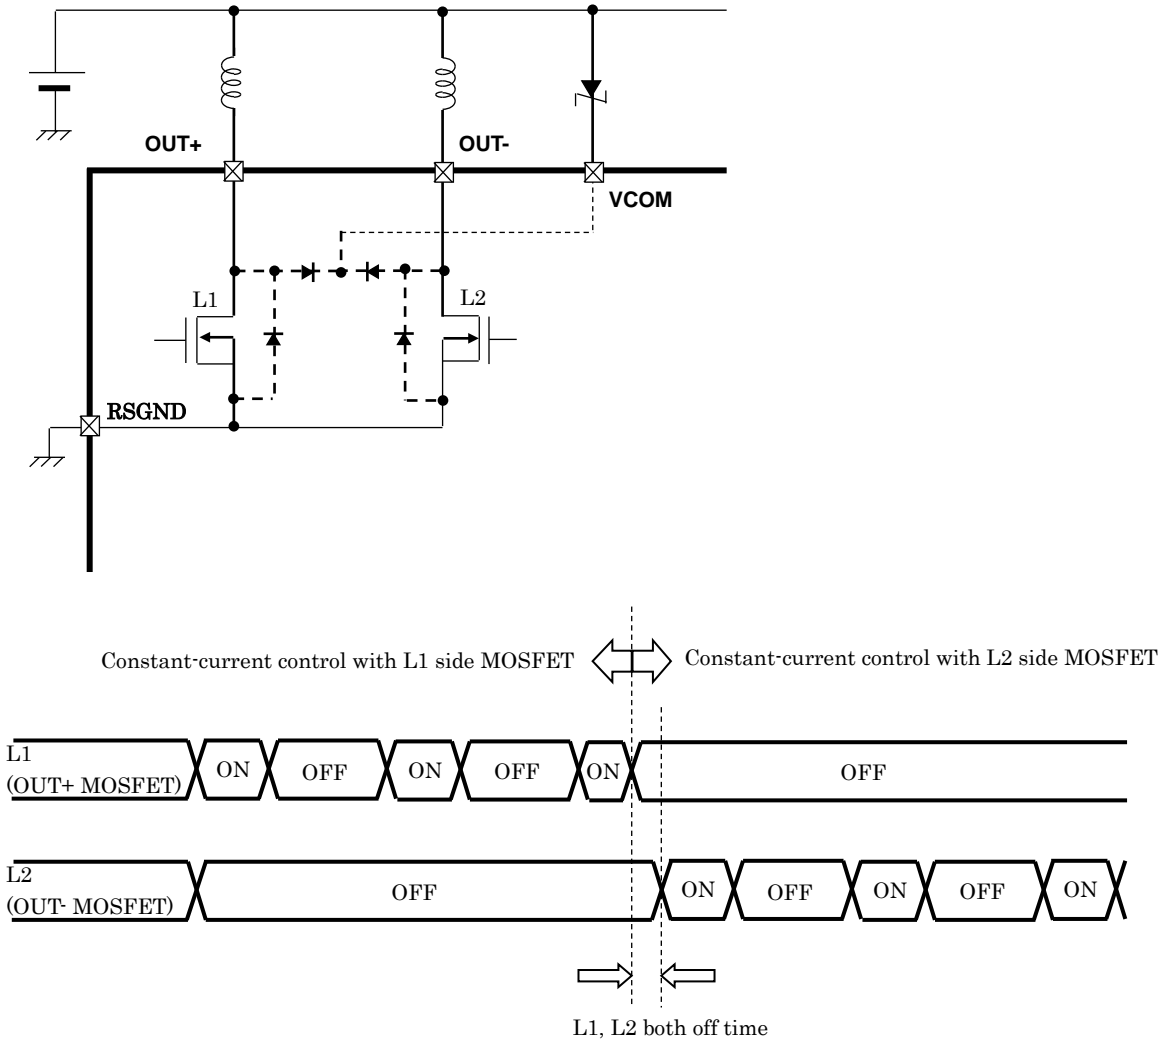 OUT+
OUT-
VCOM
L1
L2
RSGND
Constant-current control with L1 side MOSFET
Constant-current control with L2 side MOSFET
L1
(OUT+ MOSFET)
ON
OFF
ON
OFF
ON
OFF
L2
(OUT- MOSFET)
OFF
ON
OFF
ON
OFF
ON
L1, L2 both off time